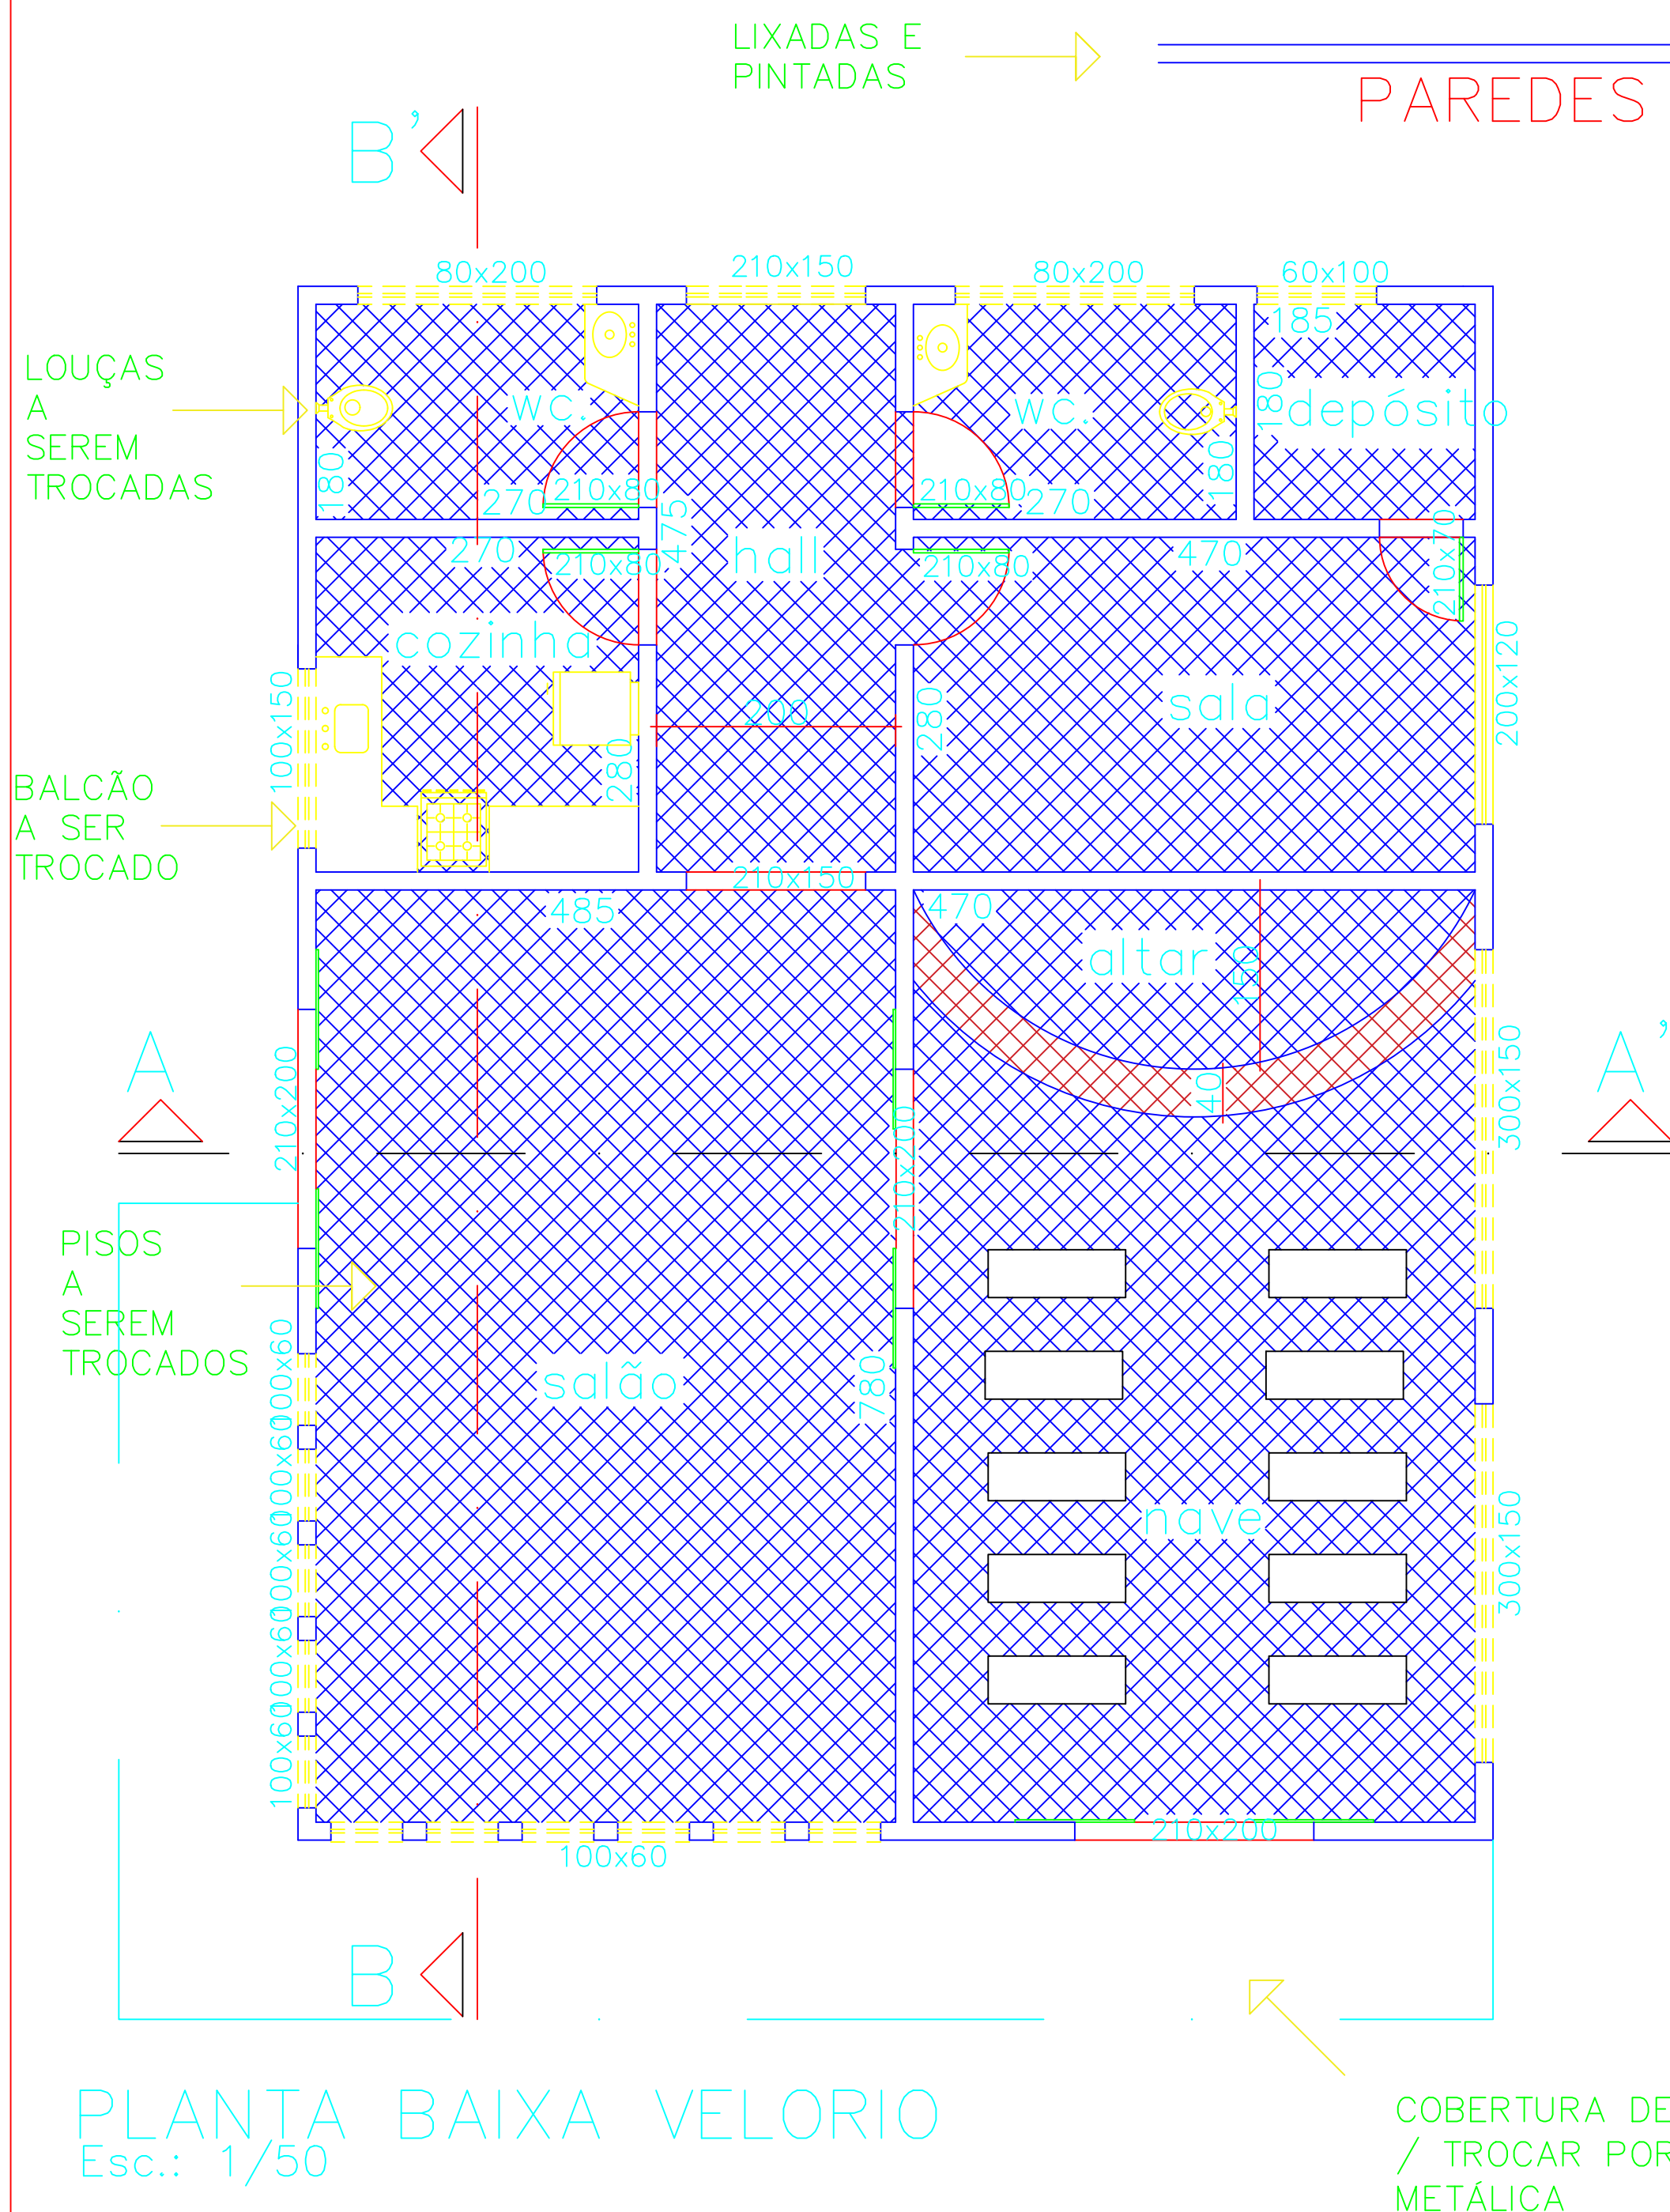 LIXADAS E
PINTADAS
PAREDES
B'
80x200
210x150
80x200
60x100
185
LOUÇAS
A
SEREM
TROCADAS
wc.
wc.
180
depósito
180
180
270
210x80
210x80
270
475
270
210x80
hall
210x80
470
210x70
cozinha
sala
200x120
100x150
200
280
280
BALCÃO
A SER
TROCADO
210x150
485
470
altar
150
A
A'
40
210x200
210x200
300x150
PISOS
A
SEREM
TROCADOS
salão
780
100x60
100x60
100x60
100x60
100x60
nave
300x150
210x200
100x60
B
PLANTA BAIXA VELORIO
Esc.: 1/50
COBERTURA DE
/ TROCAR POR
METÁLICA